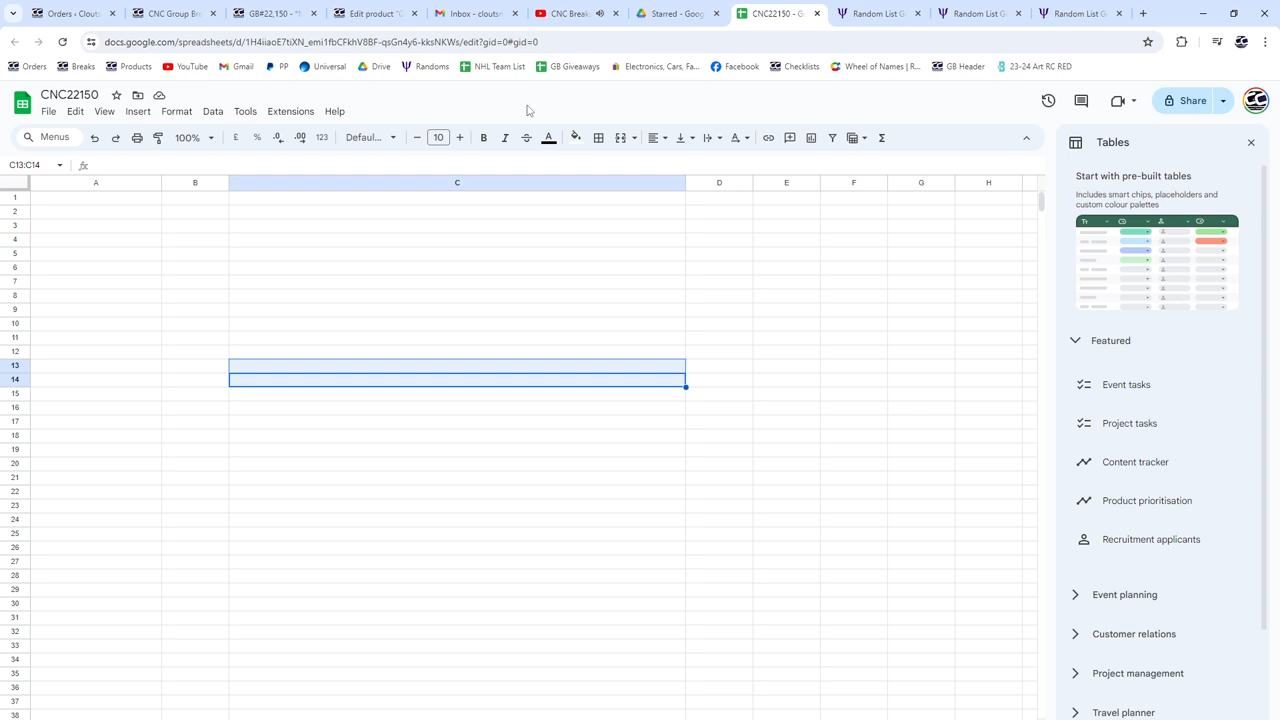 Orders · Clout
CNC Group Bre
GB#22,150 - "
Edit product "G
Inbox - clouts
CNC Breaks
Starred - Goog
CNC22150 - G
Random List G
Random List G
Random List G
docs.google.com/spreadsheets/d/1H4iiaoE7tiXN_emi1fbCFkhV8BF-qsGn4y6-kksNKWs/edit?gid=0#gid=0
Orders Breaks Products YouTube Gmail PP Universal Drive Randoms NHL Team List GB Giveaways Electronics, Cars, Fa... Facebook Checklists Wheel of Names | R... GB Header 23-24 Art RC RED
CNC22150
File Edit View Insert Format Data Tools Extensions Help
Share
Menus 100% £ % .0 .00 123 Defaul... 10 B I A
C13:C14 fx
A B C D E F G H
1
2
3
4
5
6
7
8
9
10
11
12
13
14
15
16
17
18
19
20
21
22
23
24
25
26
27
28
29
30
31
32
33
34
35
36
37
38
Tables
Start with pre-built tables
Includes smart chips, placeholders and
custom colour palettes
Featured
Event tasks
Project tasks
Content tracker
Product prioritisation
Recruitment applicants
Event planning
Customer relations
Project management
Travel planner